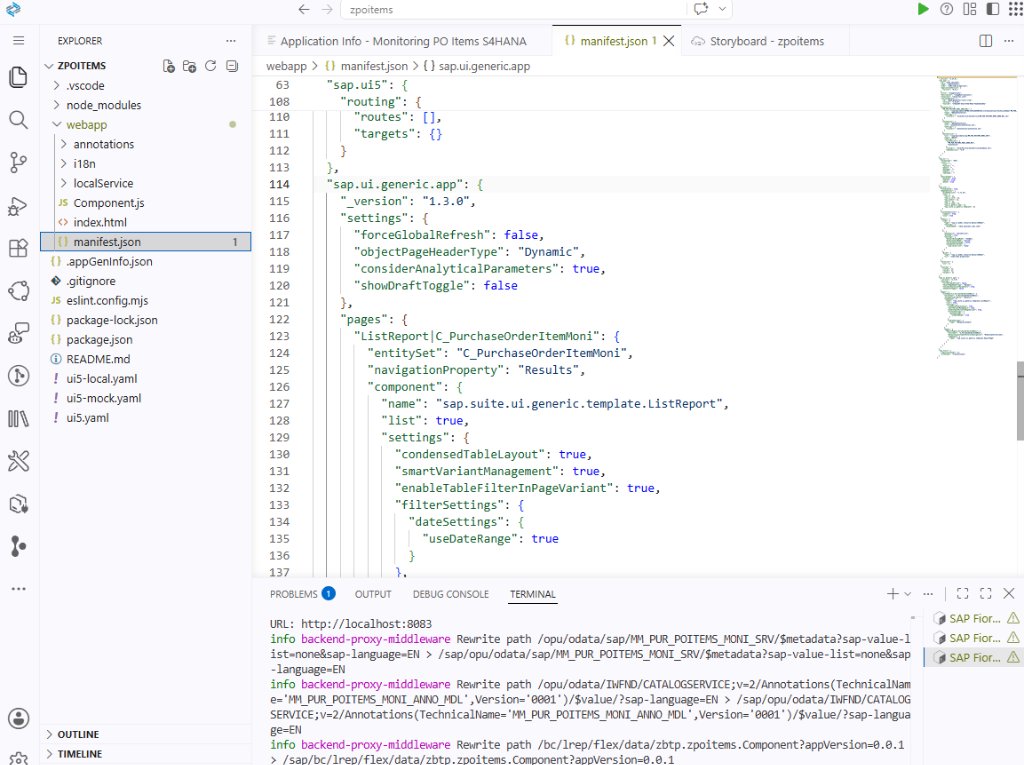 zpoitems
EXPLORER
Application Info - Monitoring PO Items S4HANA
{} manifest.json 1
Storyboard - zpoitems
webapp > {} manifest.json > {} sap.ui.generic.app
ZPOITEMS
.vscode
node_modules
webapp
annotations
i18n
localService
JS Component.js
<> index.html
{} manifest.json 1
{} .appGenInfo.json
.gitignore
JS eslint.config.mjs
{} package-lock.json
{} package.json
README.md
! ui5-local.yaml
! ui5-mock.yaml
! ui5.yaml
OUTLINE
TIMELINE
63 "sap.ui5": {
108 "routing": {
110 "routes": [],
111 "targets": {}
112 }
113 },
114 "sap.ui.generic.app": {
115 "_version": "1.3.0",
116 "settings": {
117 "forceGlobalRefresh": false,
118 "objectPageHeaderType": "Dynamic",
119 "considerAnalyticalParameters": true,
120 "showDraftToggle": false
121 },
122 "pages": {
123 "ListReport|C_PurchaseOrderItemMoni": {
124 "entitySet": "C_PurchaseOrderItemMoni",
125 "navigationProperty": "Results",
126 "component": {
127 "name": "sap.suite.ui.generic.template.ListReport",
128 "list": true,
129 "settings": {
130 "condensedTableLayout": true,
131 "smartVariantManagement": true,
132 "enableTableFilterInPageVariant": true,
133 "filterSettings": {
134 "dateSettings": {
135 "useDateRange": true
136 }
137 },
PROBLEMS 1 OUTPUT DEBUG CONSOLE TERMINAL
URL: http://localhost:8083
info backend-proxy-middleware Rewrite path /opu/odata/sap/MM_PUR_POITEMS_MONI_SRV/$metadata?sap-value-l
ist=none&sap-language=EN > /sap/opu/odata/sap/MM_PUR_POITEMS_MONI_SRV/$metadata?sap-value-list=none&sap
-language=EN
info backend-proxy-middleware Rewrite path /opu/odata/IWFND/CATALOGSERVICE;v=2/Annotations(TechnicalNam
e='MM_PUR_POITEMS_MONI_ANNO_MDL',Version='0001')/$value/?sap-language=EN > /sap/opu/odata/IWFND/CATALOG
SERVICE;v=2/Annotations(TechnicalName='MM_PUR_POITEMS_MONI_ANNO_MDL',Version='0001')/$value/?sap-langua
ge=EN
info backend-proxy-middleware Rewrite path /bc/lrep/flex/data/zbtp.zpoitems.Component?appVersion=0.0.1
> /sap/bc/lrep/flex/data/zbtp.zpoitems.Component?appVersion=0.0.1
SAP Fior...
SAP Fior...
SAP Fior...